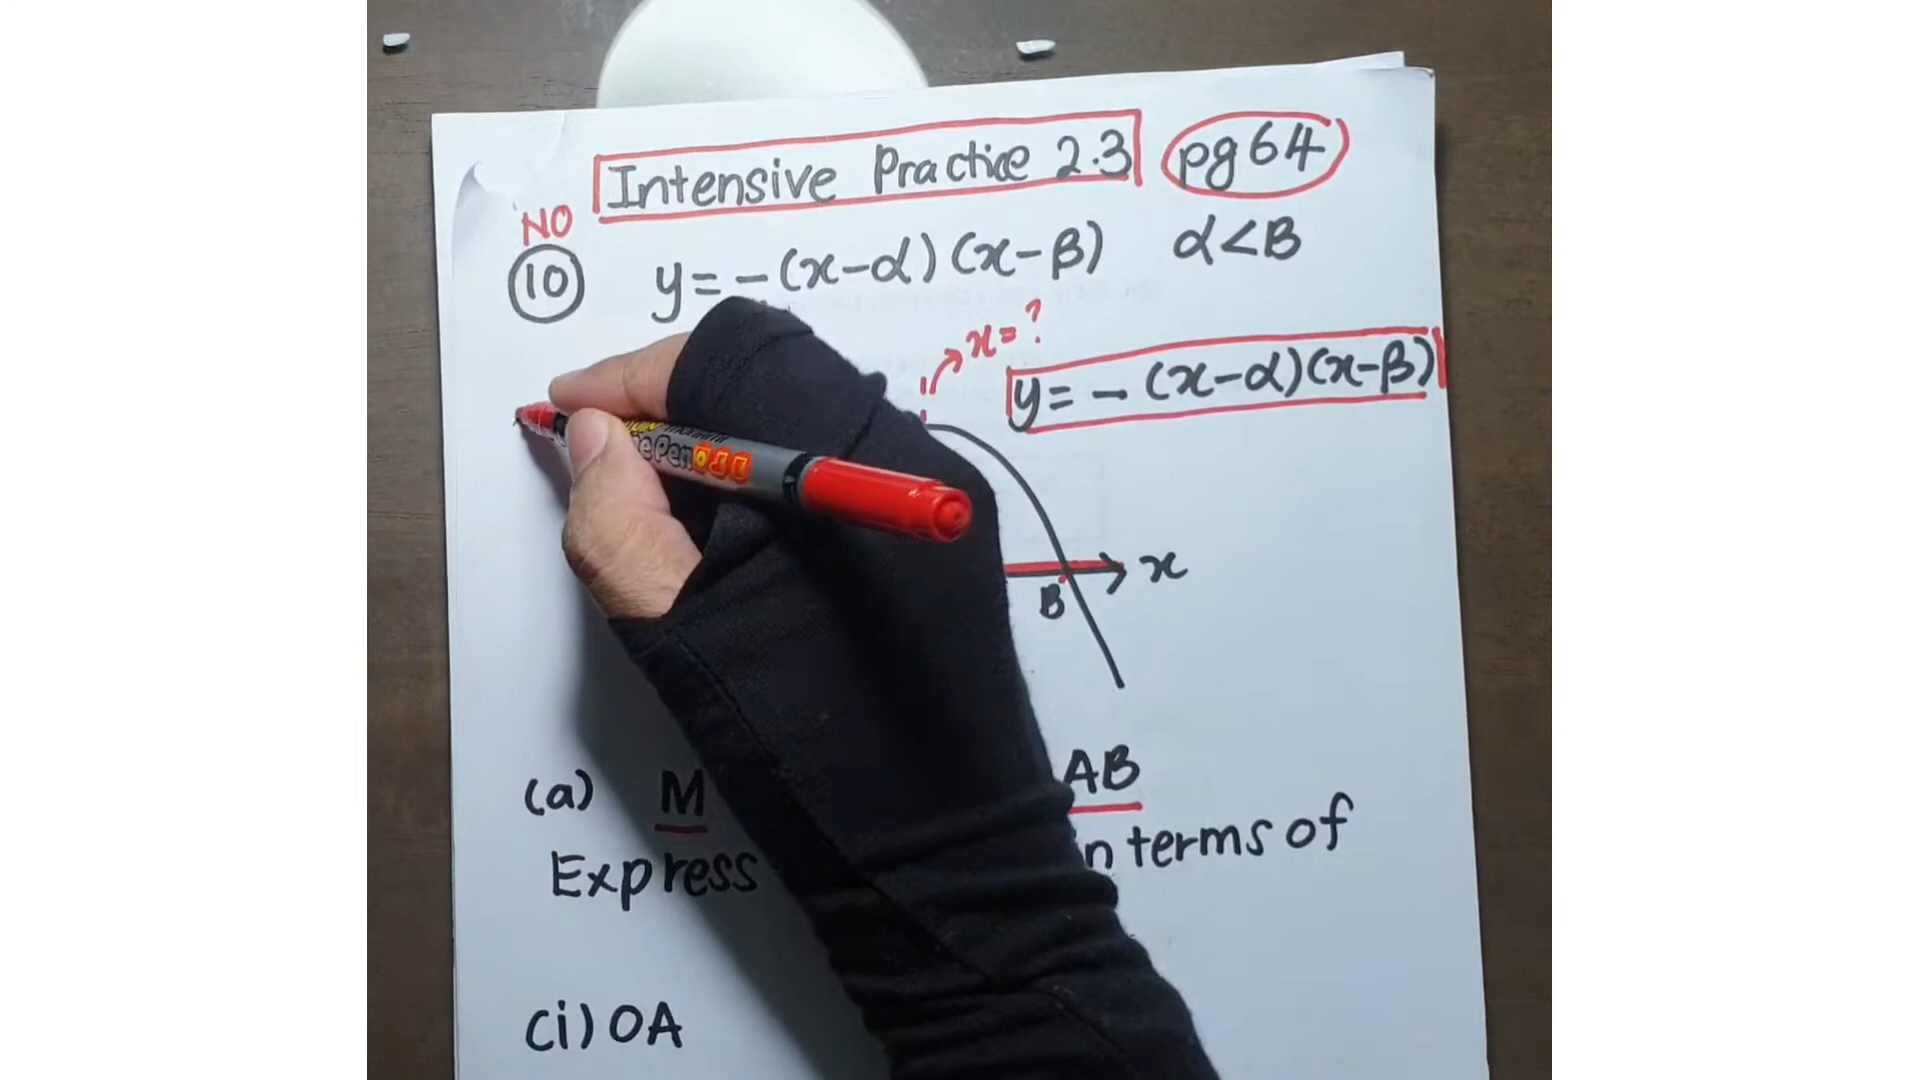 Intensive Practice 2.3 pg 64
NO
10 y = -(x-α)(x-β) α<B
x = ?
y = -(x-α)(x-β)
x
B
(a) M AB
Express n terms of
(i) OA